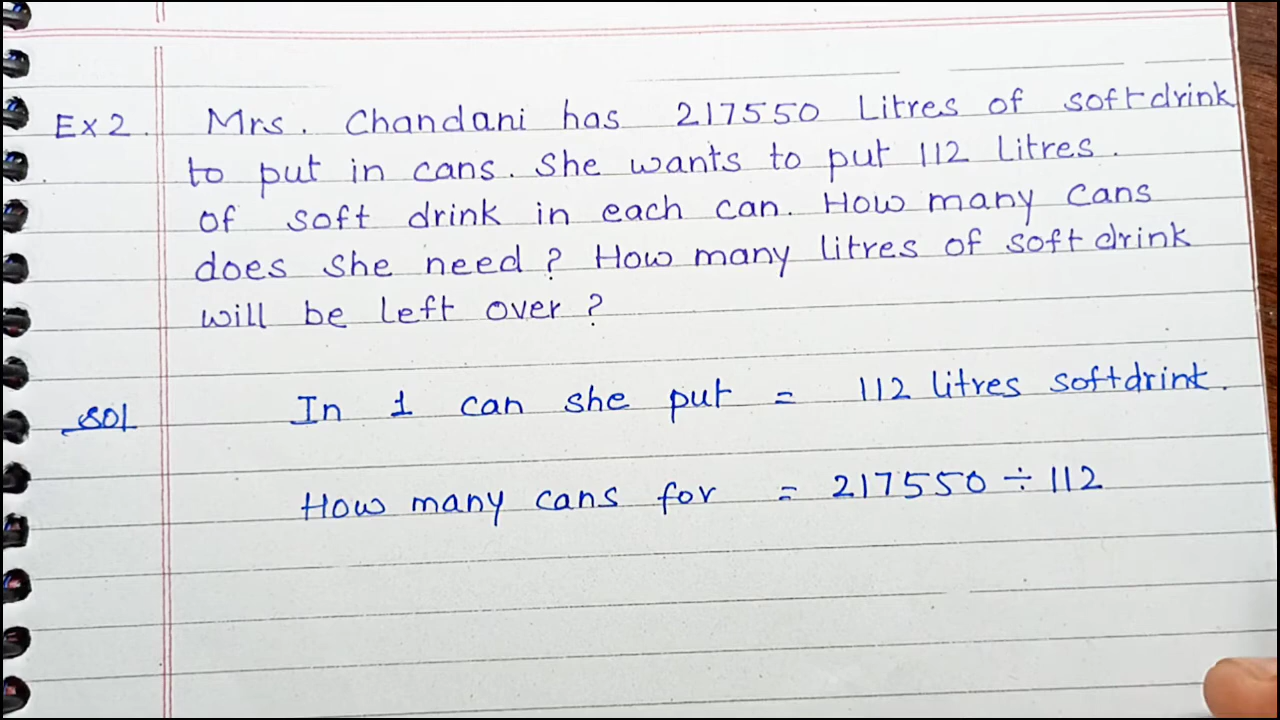 Ex 2. Mrs. Chandani has 217550 Litres of softdrink
to put in cans. She wants to put 112 litres.
of soft drink in each can. How many cans
does she need? How many litres of softdrink
will be left over?
Sol In 1 can she put = 112 litres softdrink.
How many cans for = 217550 ÷ 112